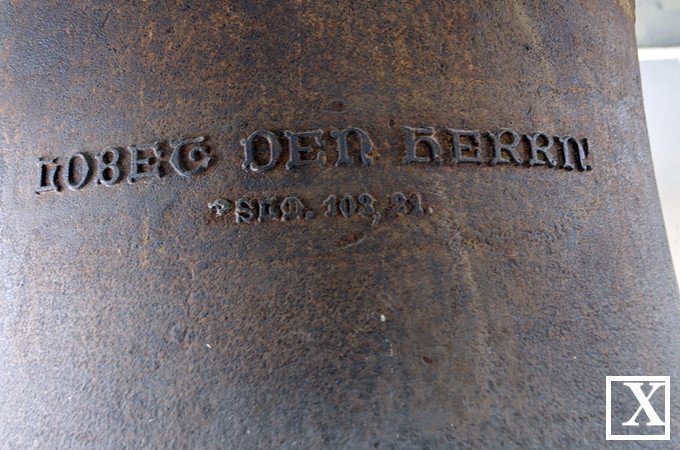 LOBET DEN HERRN!
PSLM. 103, 21.
X